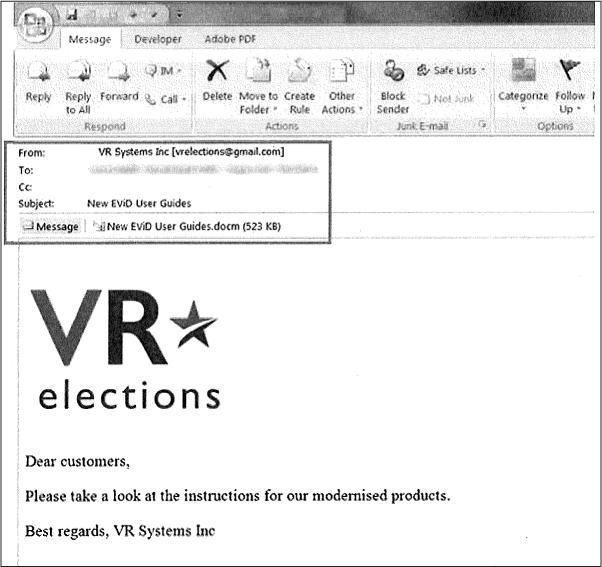 Message Developer Adobe PDF
Reply Reply to All Forward IM Call Delete Move to Folder Create Rule Other Actions Block Sender Safe Lists Not Junk Categorize Follow Up
Respond Actions Junk E-mail Options
From: VR Systems Inc [vrelections@gmail.com]
To:
Cc:
Subject: New EViD User Guides
Message New EViD User Guides.docm (523 KB)
VR
elections
Dear customers,
Please take a look at the instructions for our modernised products.
Best regards, VR Systems Inc